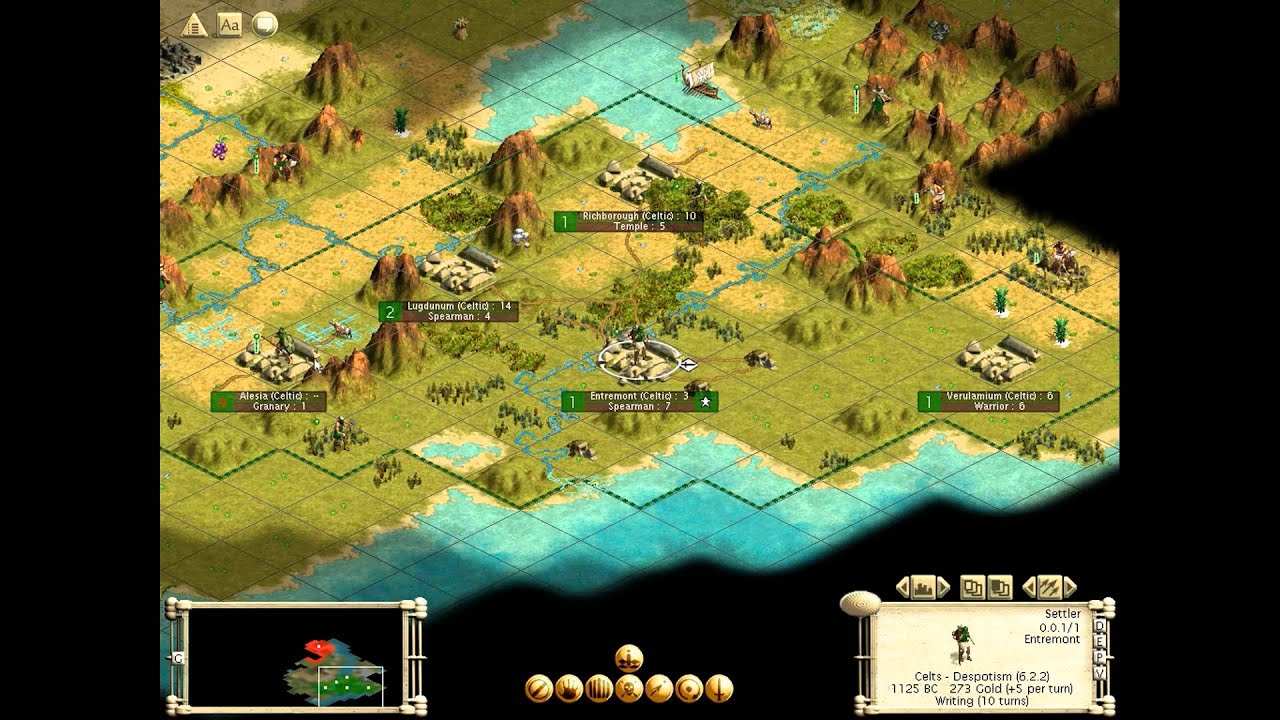 Aa
1
Richborough (Celtic) : 10
Temple : 5
2
Lugdunum (Celtic) : 14
Spearman : 4
Alesia (Celtic) : --
Granary : 1
1
Entremont (Celtic) : 3
Spearman : 7
1
Verulamium (Celtic) : 6
Warrior : 6
G
Settler
0.0.1/1
Entremont
Celts - Despotism (6.2.2)
1125 BC 273 Gold (+5 per turn)
Writing (10 turns)
D
E
P
V